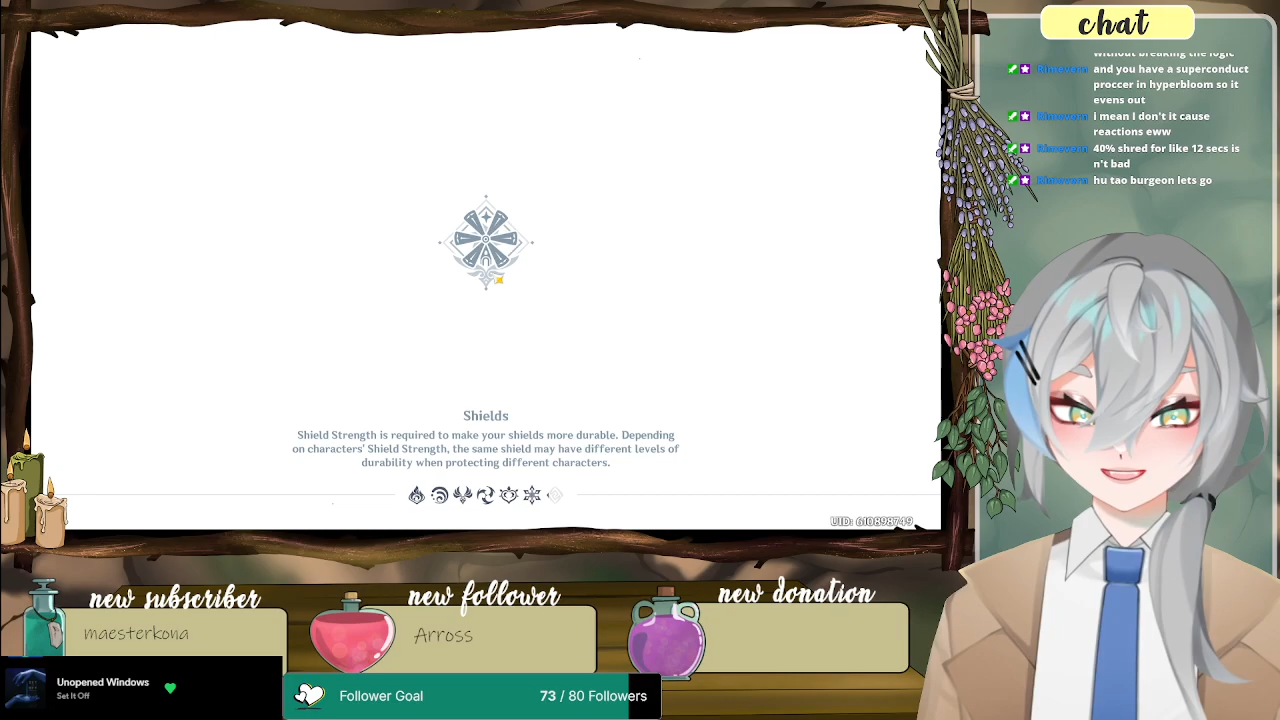 chat
without breaking the logic
and you have a superconduct
proccer in hyperbloom so it
evens out
i mean I don't it cause
reactions eww
40% shred for like 12 secs is
n't bad
hu tao burgeon lets go
Shields
Shield Strength is required to make your shields more durable. Depending
on characters' Shield Strength, the same shield may have different levels of
durability when protecting different characters.
UID: 610898749
new subscriber
maesterkona
new follower
Arross
new donation
Unopened Windows
Set It Off
Follower Goal
73 / 80 Followers